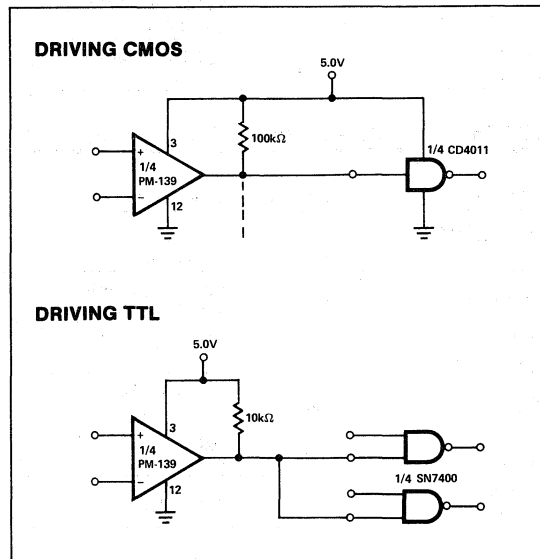 DRIVING CMOS
5.0V
3
100kΩ
1/4 CD4011
+
1/4
PM-139
−
12
DRIVING TTL
5.0V
3
10kΩ
+
1/4
PM-139
−
12
1/4 SN7400